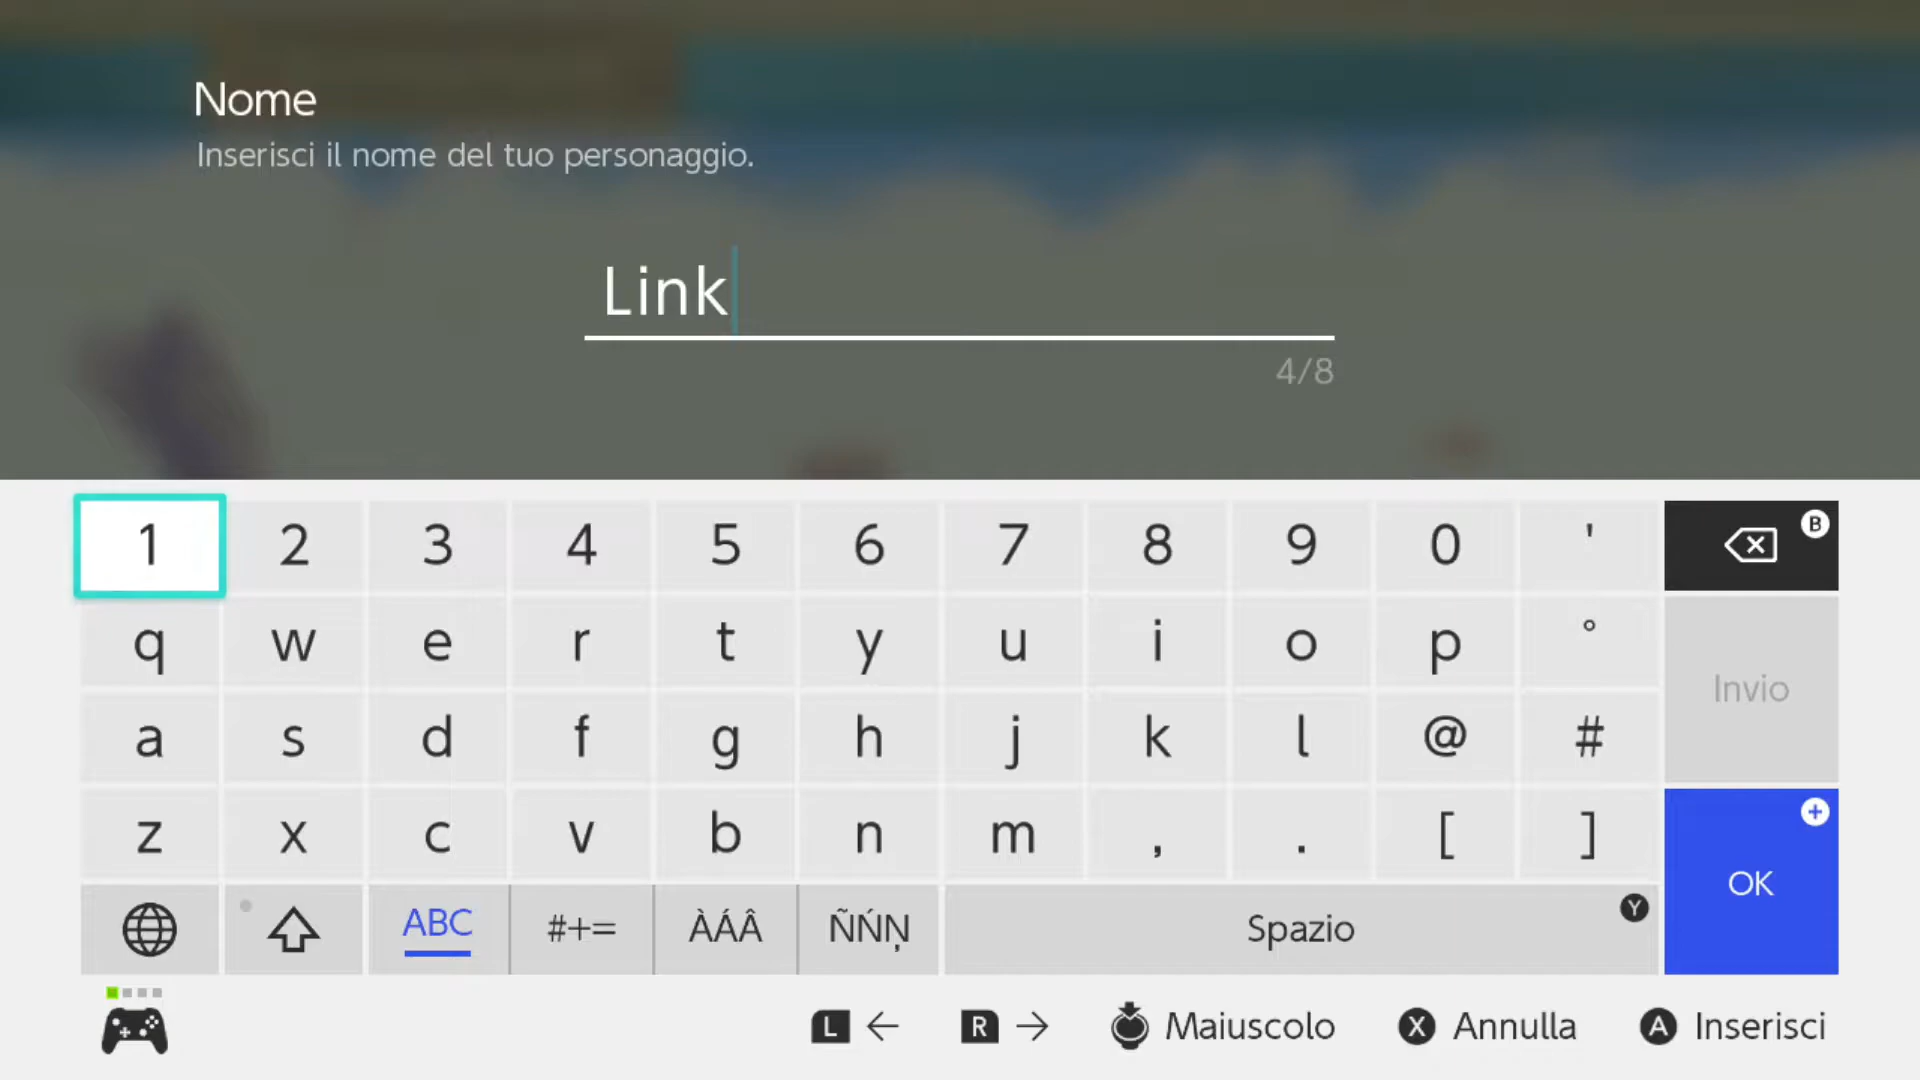 Nome
Inserisci il nome del tuo personaggio.
Link
4/8
1 2 3 4 5 6 7 8 9 0 ' B
q w e r t y u i o p °
Invio
a s d f g h j k l @ #
z x c v b n m , . [ ]
+ OK
ABC #+= ÀÁÂ ÑŃŅ Spazio Y
L ← R → Maiuscolo X Annulla A Inserisci